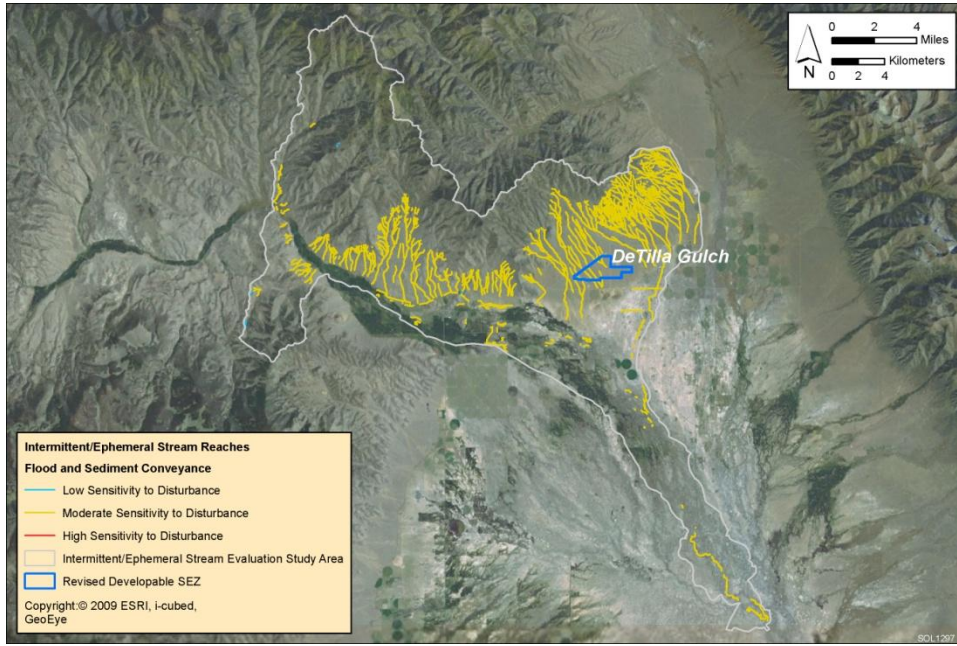 0 2 4
Miles
Kilometers
0 2 4
N
DeTilla Gulch
Intermittent/Ephemeral Stream Reaches
Flood and Sediment Conveyance
Low Sensitivity to Disturbance
Moderate Sensitivity to Disturbance
High Sensitivity to Disturbance
Intermittent/Ephemeral Stream Evaluation Study Area
Revised Developable SEZ
Copyright:© 2009 ESRI, i-cubed,
GeoEye
SOL1297